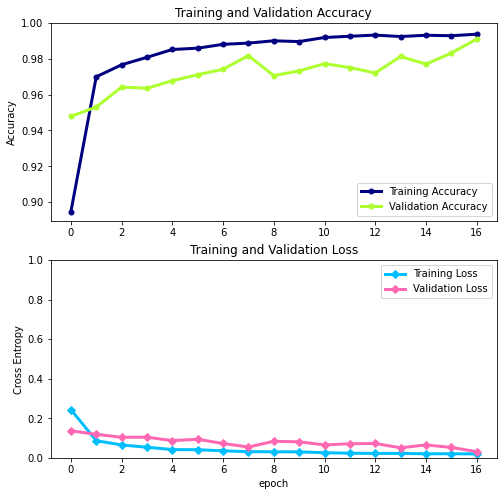 Training and Validation Accuracy
1.00
0.98
0.96
0.94
0.92
0.90
Accuracy
Training Accuracy
Validation Accuracy
0 2 4 6 8 10 12 14 16
Training and Validation Loss
1.0
0.8
0.6
0.4
0.2
0.0
Cross Entropy
Training Loss
Validation Loss
0 2 4 6 8 10 12 14 16
epoch